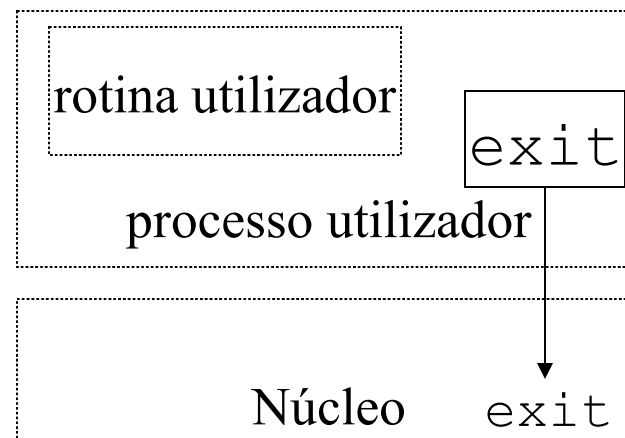 rotina utilizador
exit
processo utilizador
Núcleo exit